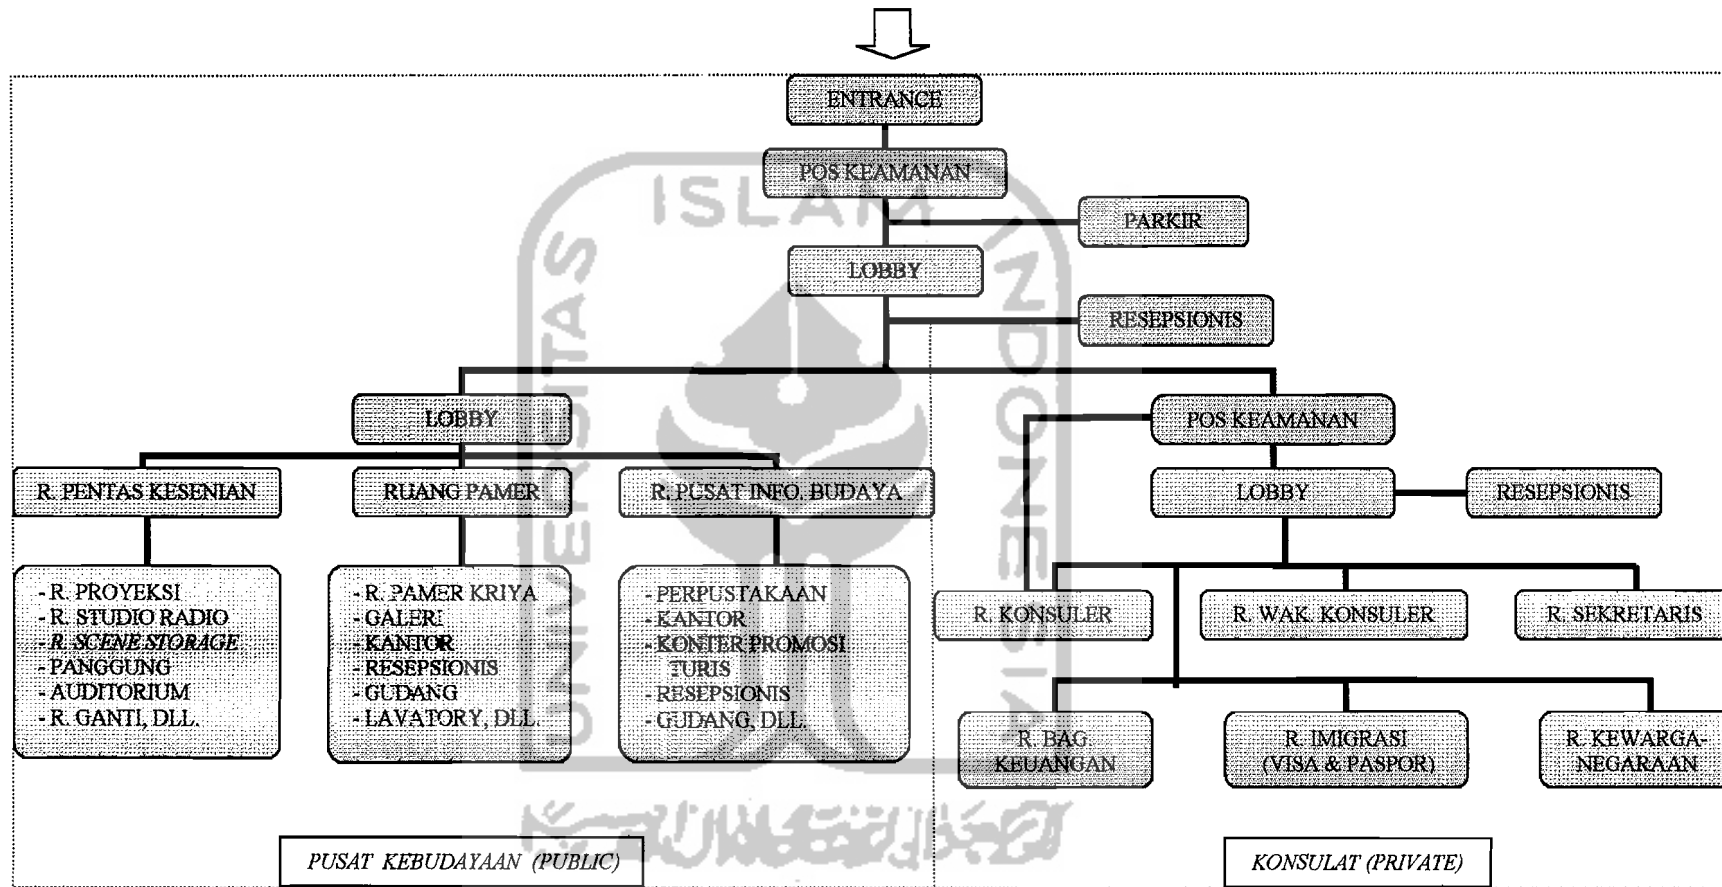 ENTRANCE
POS KEAMANAN
PARKIR
LOBBY
RESEPSIONIS
LOBBY
R. PENTAS KESENIAN
RUANG PAMER
R. PUSAT INFO. BUDAYA
- R. PROYEKSI
- R. STUDIO RADIO
- R. SCENE STORAGE
- PANGGUNG
- AUDITORIUM
- R. GANTI, DLL.
- R. PAMER KRIYA
- GALERI
- KANTOR
- RESEPSIONIS
- GUDANG
- LAVATORY, DLL.
- PERPUSTAKAAN
- KANTOR
- KONTER PROMOSI
TURIS
- RESEPSIONIS
- GUDANG, DLL.
PUSAT KEBUDAYAAN (PUBLIC)
POS KEAMANAN
LOBBY
RESEPSIONIS
R. KONSULER
R. WAK. KONSULER
R. SEKRETARIS
R. BAG.
KEUANGAN
R. IMIGRASI
(VISA & PASPOR)
R. KEWARGA-
NEGARAAN
KONSULAT (PRIVATE)
UNIVERSITAS
ISLAM
INDONESIA